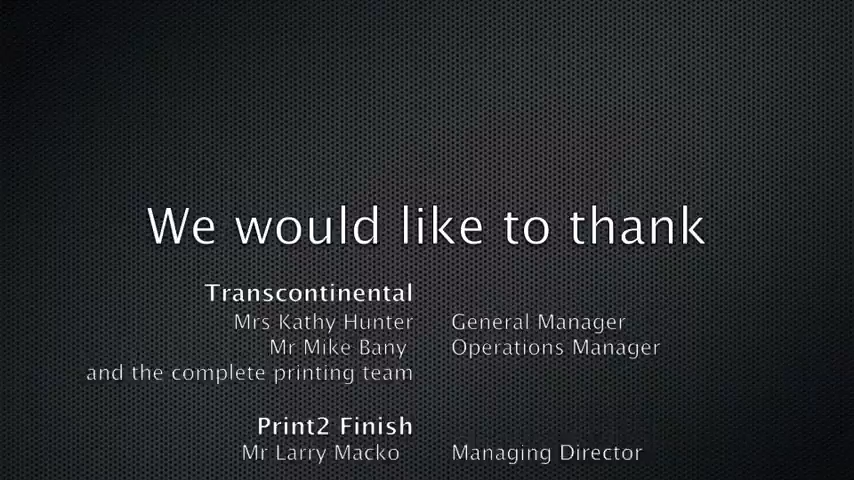 We would like to thank
Transcontinental
Mrs Kathy Hunter General Manager
Mr Mike Bany Operations Manager
and the complete printing team
Print2 Finish
Mr Larry Macko Managing Director